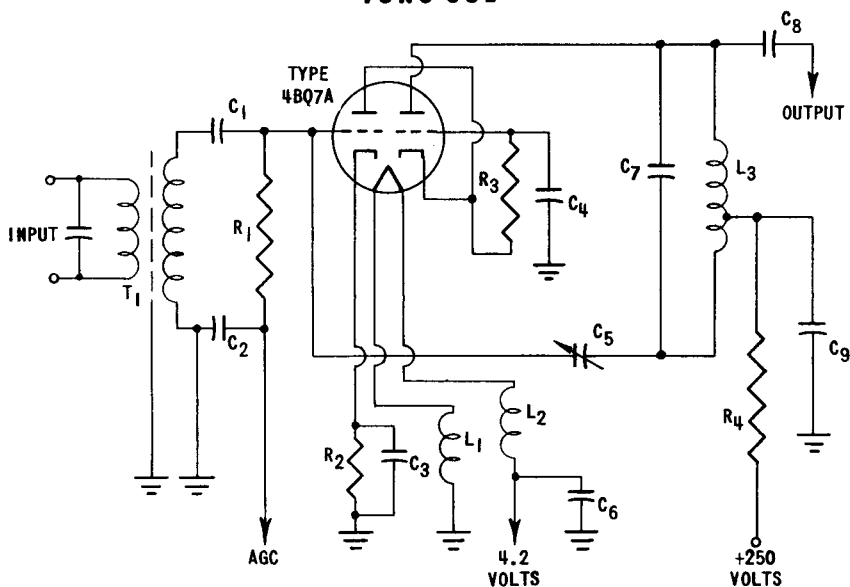 C8
TYPE
4BQ7A
OUTPUT
C1
C7
L3
R3
C4
R1
INPUT
T1
C2
C5
C9
R4
L2
R2
C3
L1
C6
AGC
4.2
VOLTS
+250
VOLTS